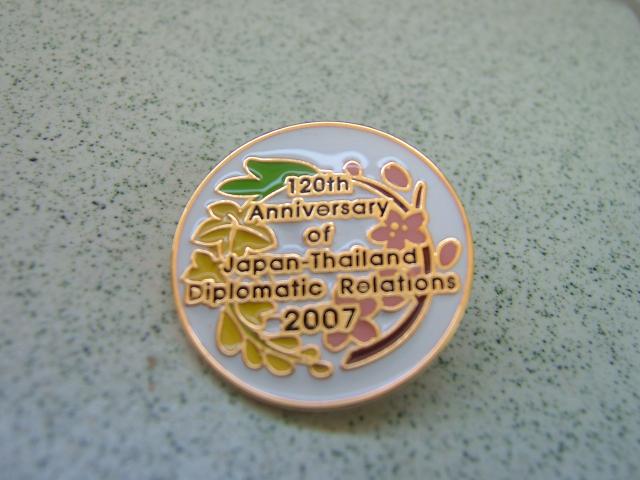 120th
Anniversary
of
Japan-Thailand
Diplomatic Relations
2007